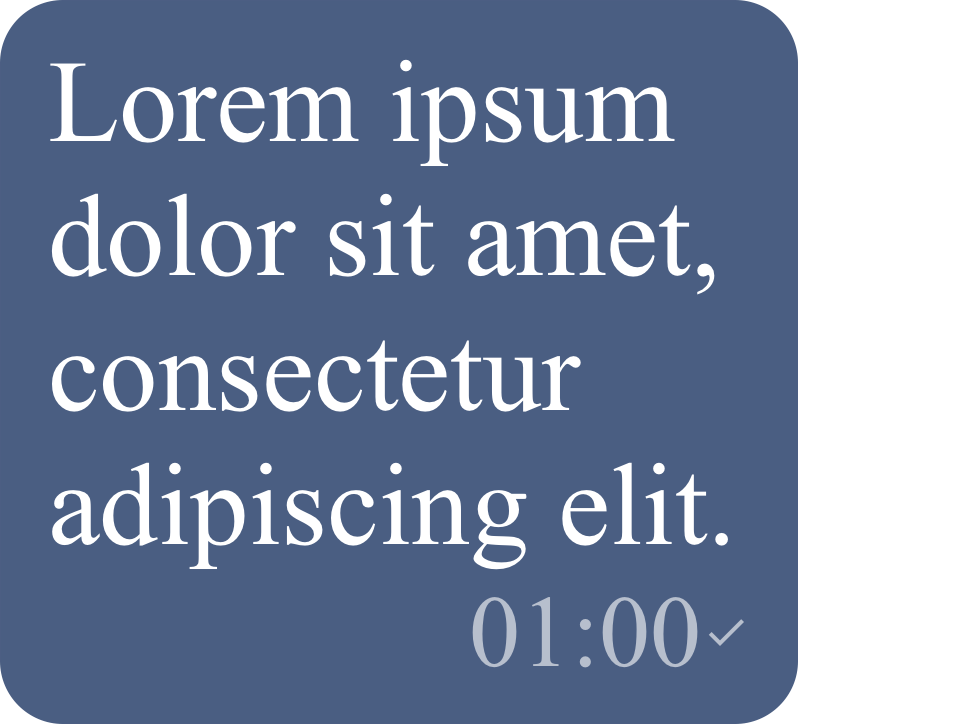 Lorem ipsum
dolor sit amet,
consectetur
adipiscing elit.
01:00✓